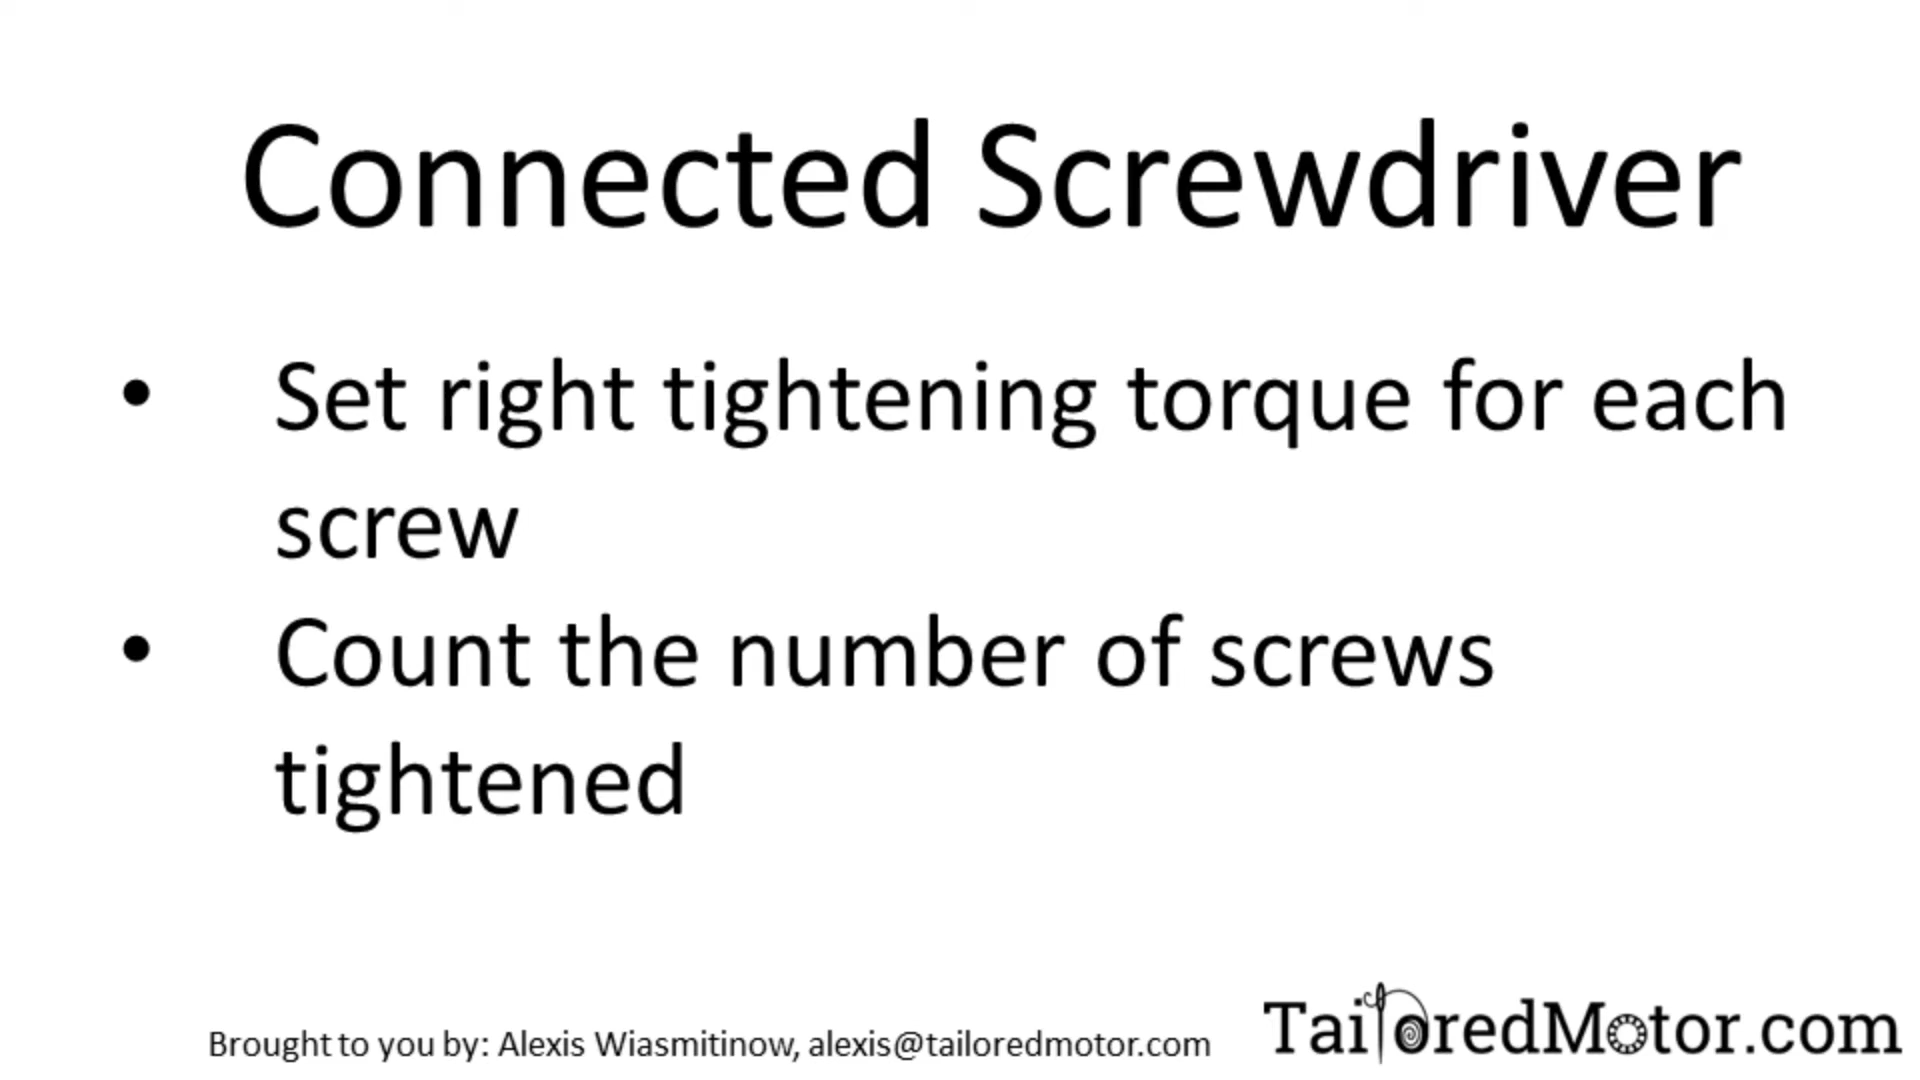 Connected Screwdriver
• Set right tightening torque for each
screw
• Count the number of screws
tightened
Brought to you by: Alexis Wiasmitinow, alexis@tailoredmotor.com
TailoredMotor.com